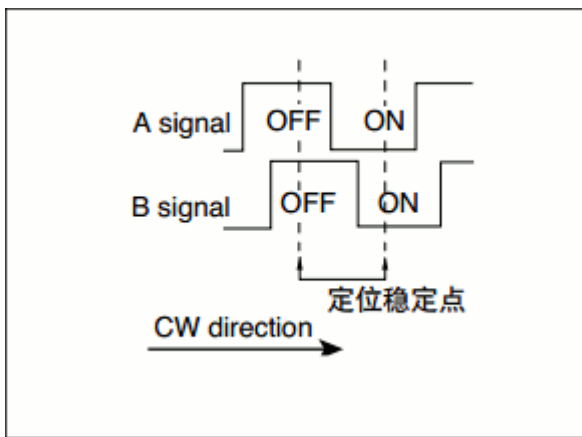 A signal OFF ON
B signal OFF ON
定位稳定点
CW direction